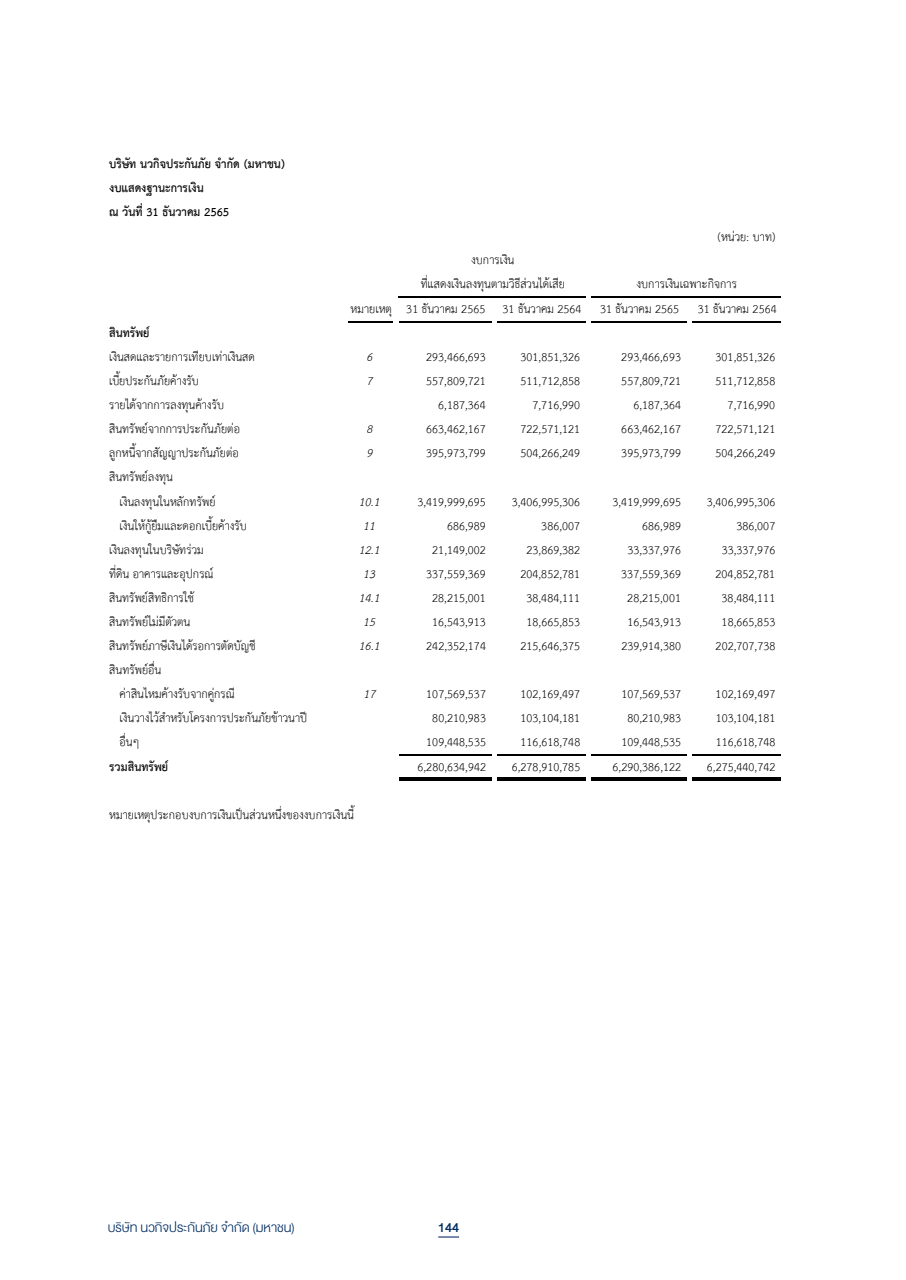 บริษัท นวกิจประกันภัย จำกัด (มหาชน)
งบแสดงฐานะการเงิน
ณ วันที่ 31 ธันวาคม 2565
(หน่วย: บาท)
งบการเงิน
ที่แสดงเงินลงทุนตามวิธีส่วนได้เสีย งบการเงินเฉพาะกิจการ
หมายเหตุ 31 ธันวาคม 2565 31 ธันวาคม 2564 31 ธันวาคม 2565 31 ธันวาคม 2564
สินทรัพย์
เงินสดและรายการเทียบเท่าเงินสด 6 293,466,693 301,851,326 293,466,693 301,851,326
เบี้ยประกันภัยค้างรับ 7 557,809,721 511,712,858 557,809,721 511,712,858
รายได้จากการลงทุนค้างรับ 6,187,364 7,716,990 6,187,364 7,716,990
สินทรัพย์จากการประกันภัยต่อ 8 663,462,167 722,571,121 663,462,167 722,571,121
ลูกหนี้จากสัญญาประกันภัยต่อ 9 395,973,799 504,266,249 395,973,799 504,266,249
สินทรัพย์ลงทุน
เงินลงทุนในหลักทรัพย์ 10.1 3,419,999,695 3,406,995,306 3,419,999,695 3,406,995,306
เงินให้กู้ยืมและดอกเบี้ยค้างรับ 11 686,989 386,007 686,989 386,007
เงินลงทุนในบริษัทร่วม 12.1 21,149,002 23,869,382 33,337,976 33,337,976
ที่ดิน อาคารและอุปกรณ์ 13 337,559,369 204,852,781 337,559,369 204,852,781
สินทรัพย์สิทธิการใช้ 14.1 28,215,001 38,484,111 28,215,001 38,484,111
สินทรัพย์ไม่มีตัวตน 15 16,543,913 18,665,853 16,543,913 18,665,853
สินทรัพย์ภาษีเงินได้รอการตัดบัญชี 16.1 242,352,174 215,646,375 239,914,380 202,707,738
สินทรัพย์อื่น
ค่าสินไหมค้างรับจากคู่กรณี 17 107,569,537 102,169,497 107,569,537 102,169,497
เงินวางไว้สำหรับโครงการประกันภัยข้าวนาปี 80,210,983 103,104,181 80,210,983 103,104,181
อื่นๆ 109,448,535 116,618,748 109,448,535 116,618,748
รวมสินทรัพย์ 6,280,634,942 6,278,910,785 6,290,386,122 6,275,440,742
หมายเหตุประกอบงบการเงินเป็นส่วนหนึ่งของงบการเงินนี้
บริษัท นวกิจประกันภัย จำกัด (มหาชน) 144